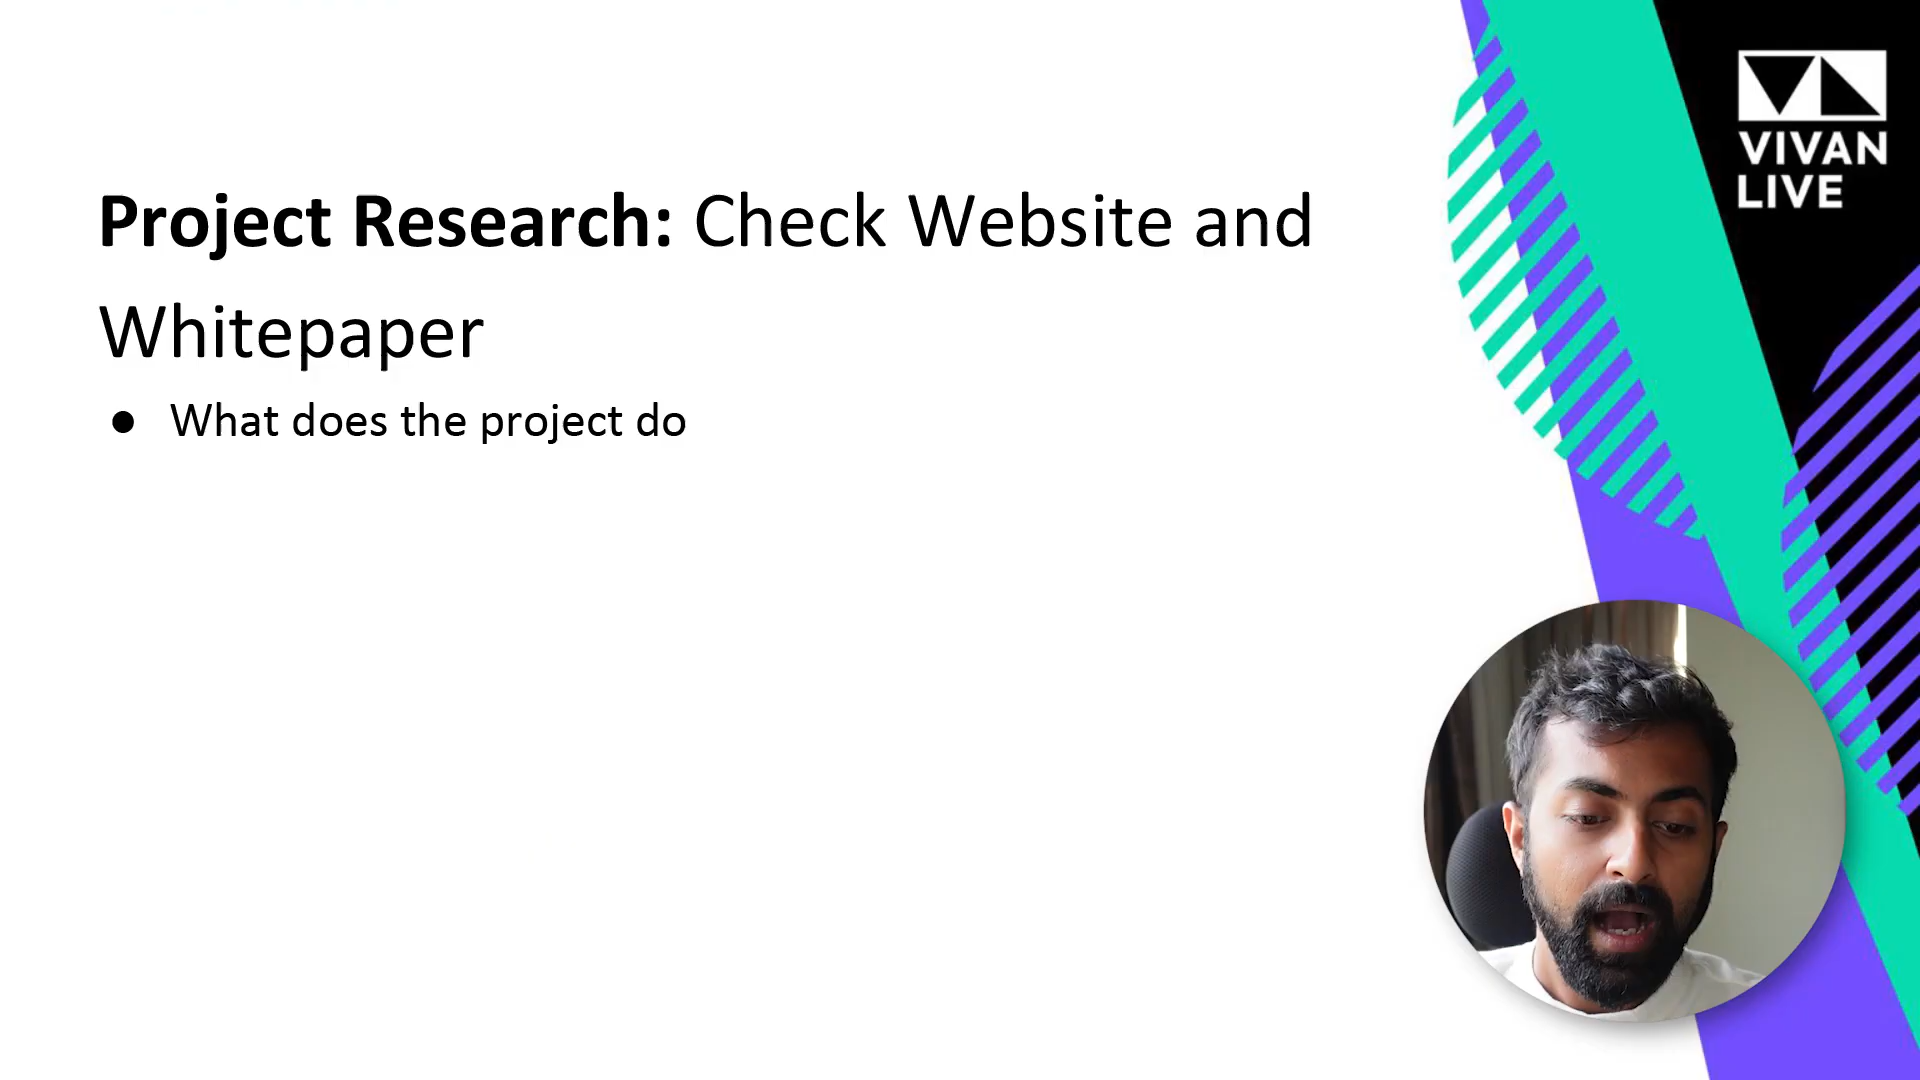 VIVAN
LIVE
Project Research: Check Website and
Whitepaper
● What does the project do